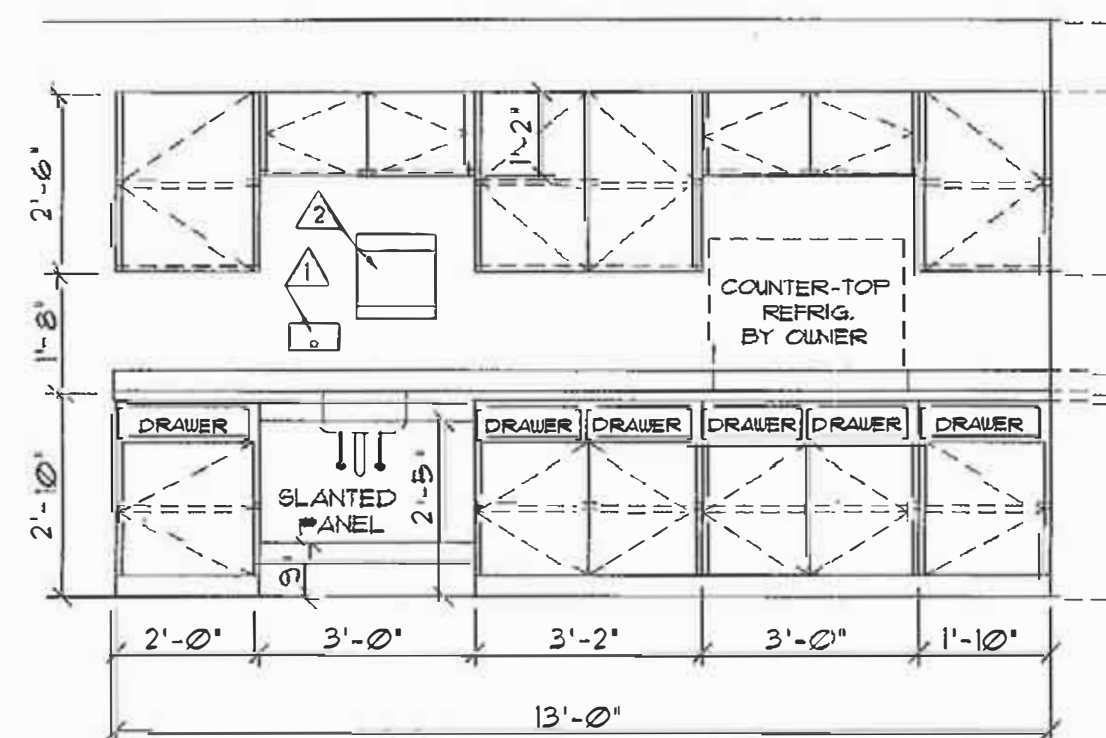 2'-6"
1'-2"
2
1
1'-8"
COUNTER-TOP
REFRIG.
BY OWNER
DRAWER
DRAWER
DRAWER
DRAWER
DRAWER
DRAWER
2'-10"
SLANTED
PANEL
2'-5"
9"
2'-0"
3'-0"
3'-2"
3'-0"
1'-10"
13'-0"